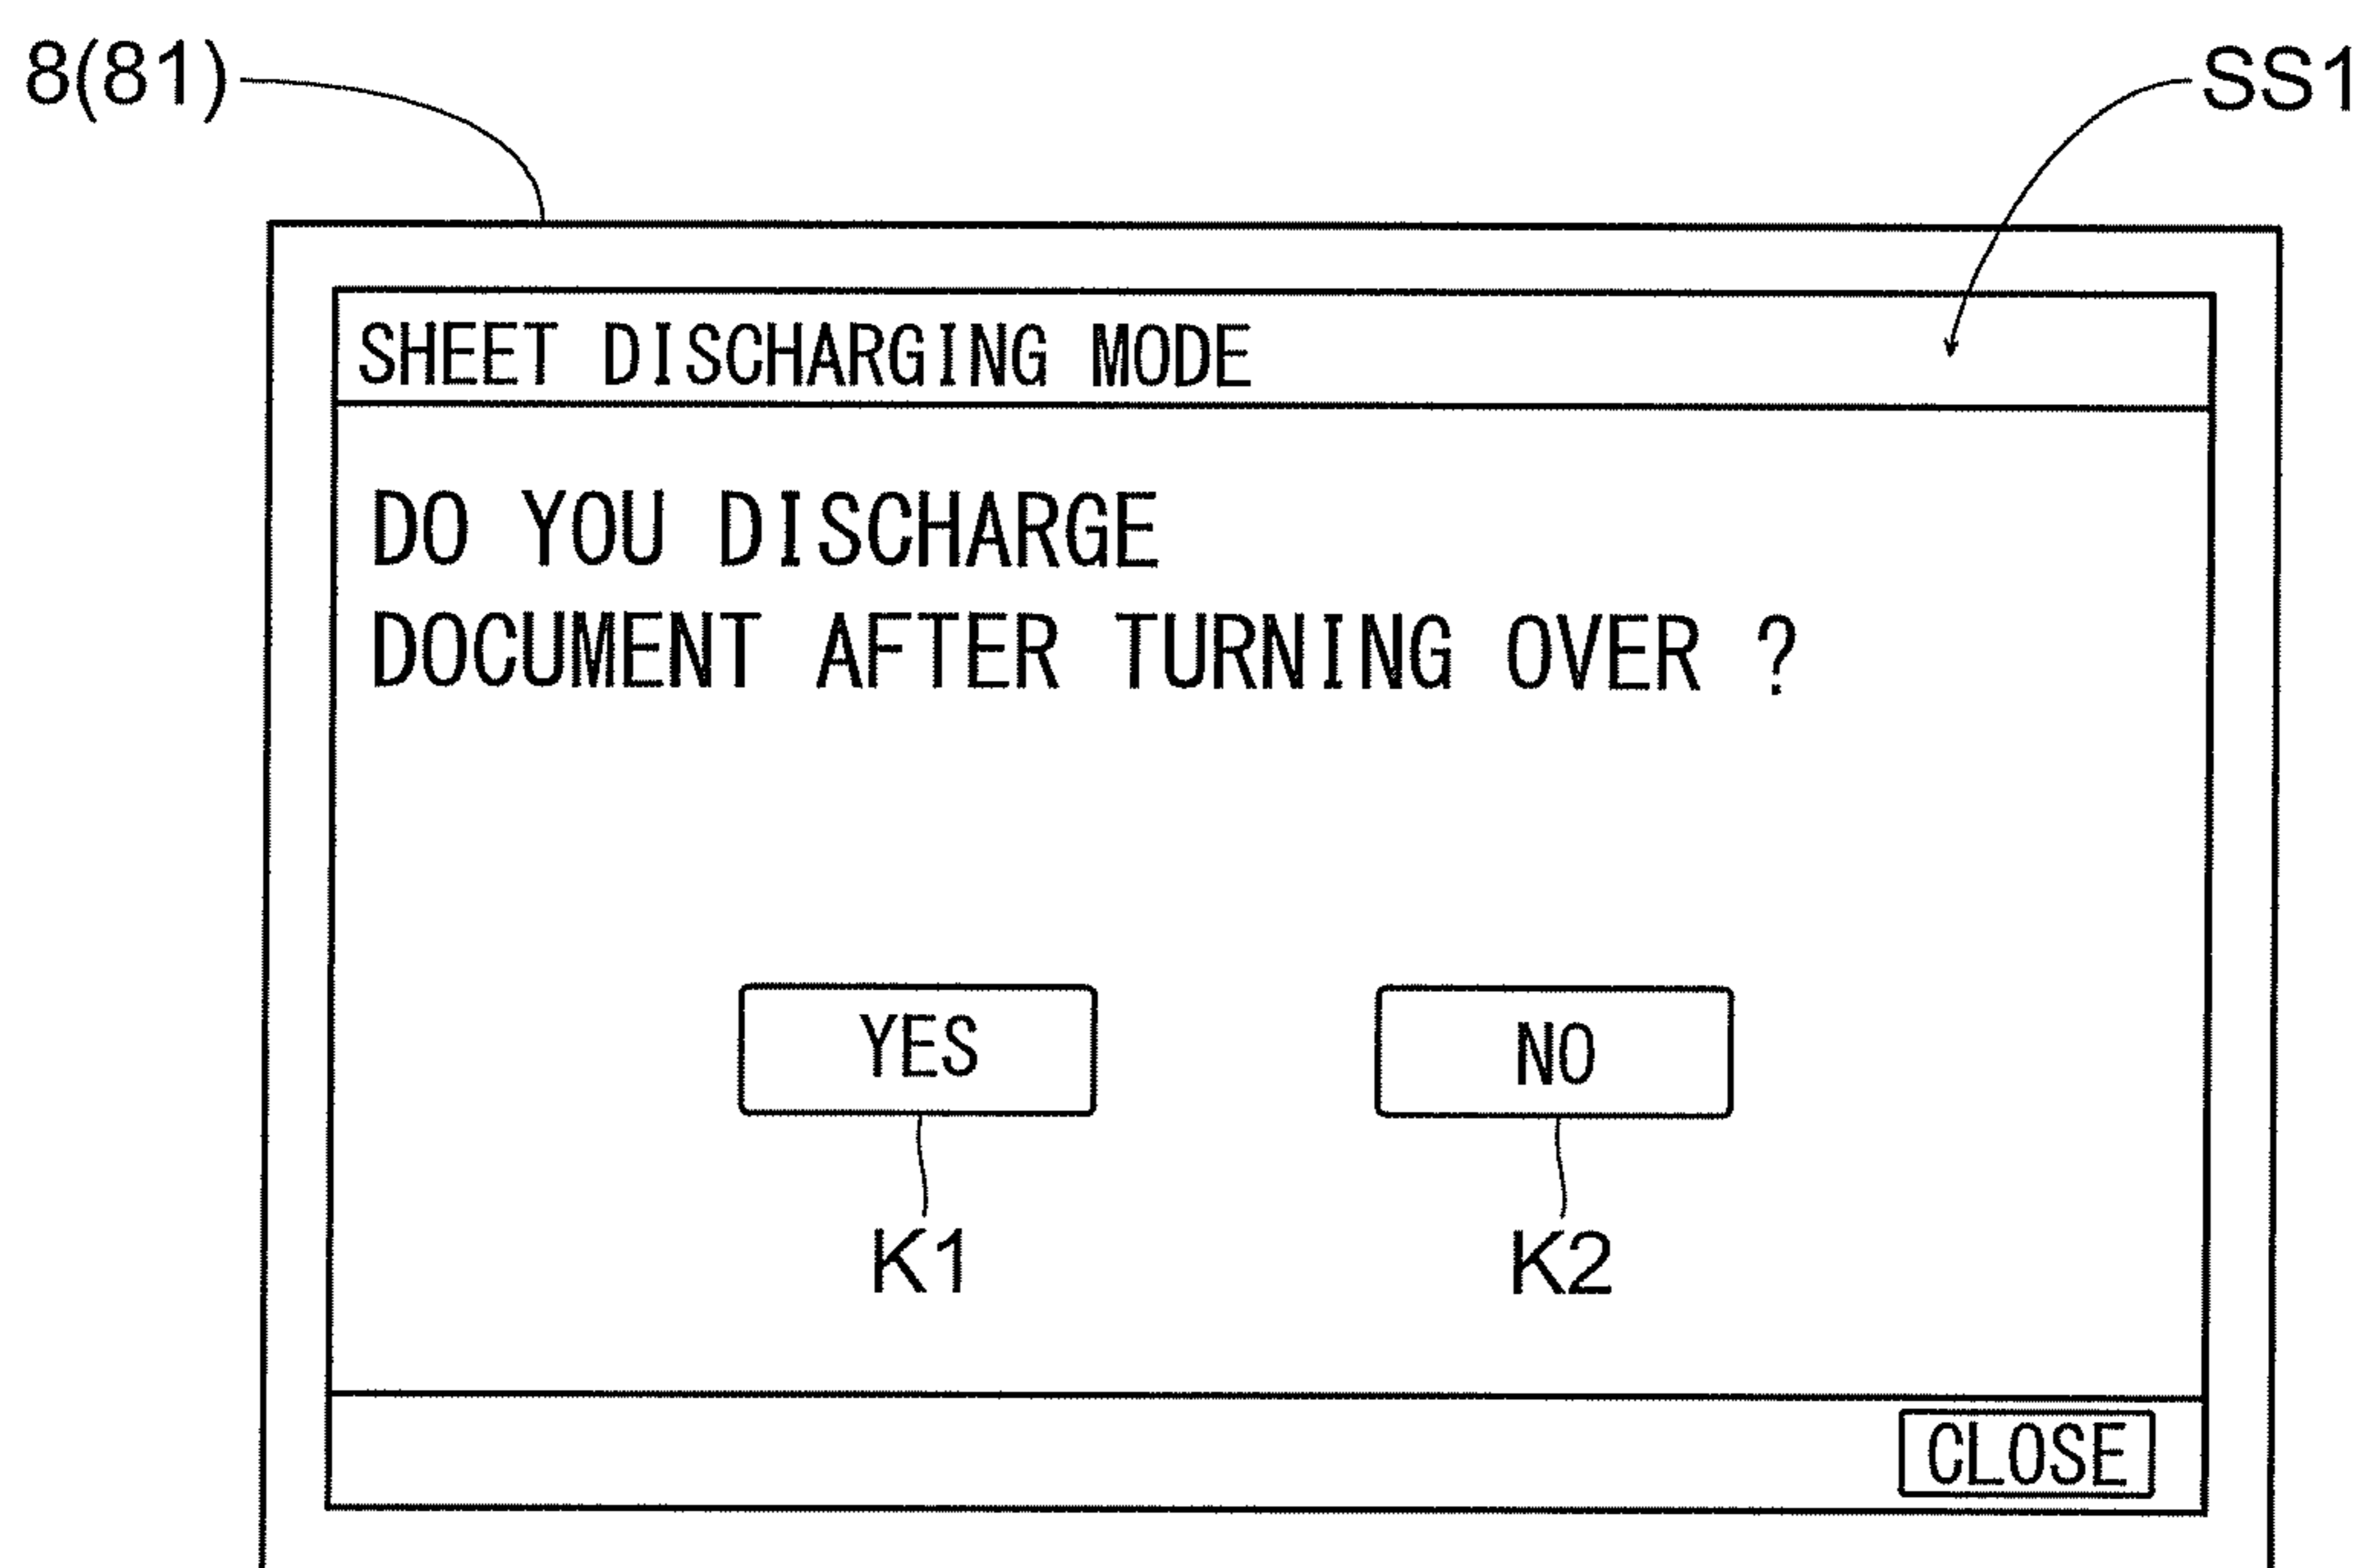 8(81)
SS1
SHEET DISCHARGING MODE
DO YOU DISCHARGE
DOCUMENT AFTER TURNING OVER ?
YES
NO
K1
K2
CLOSE